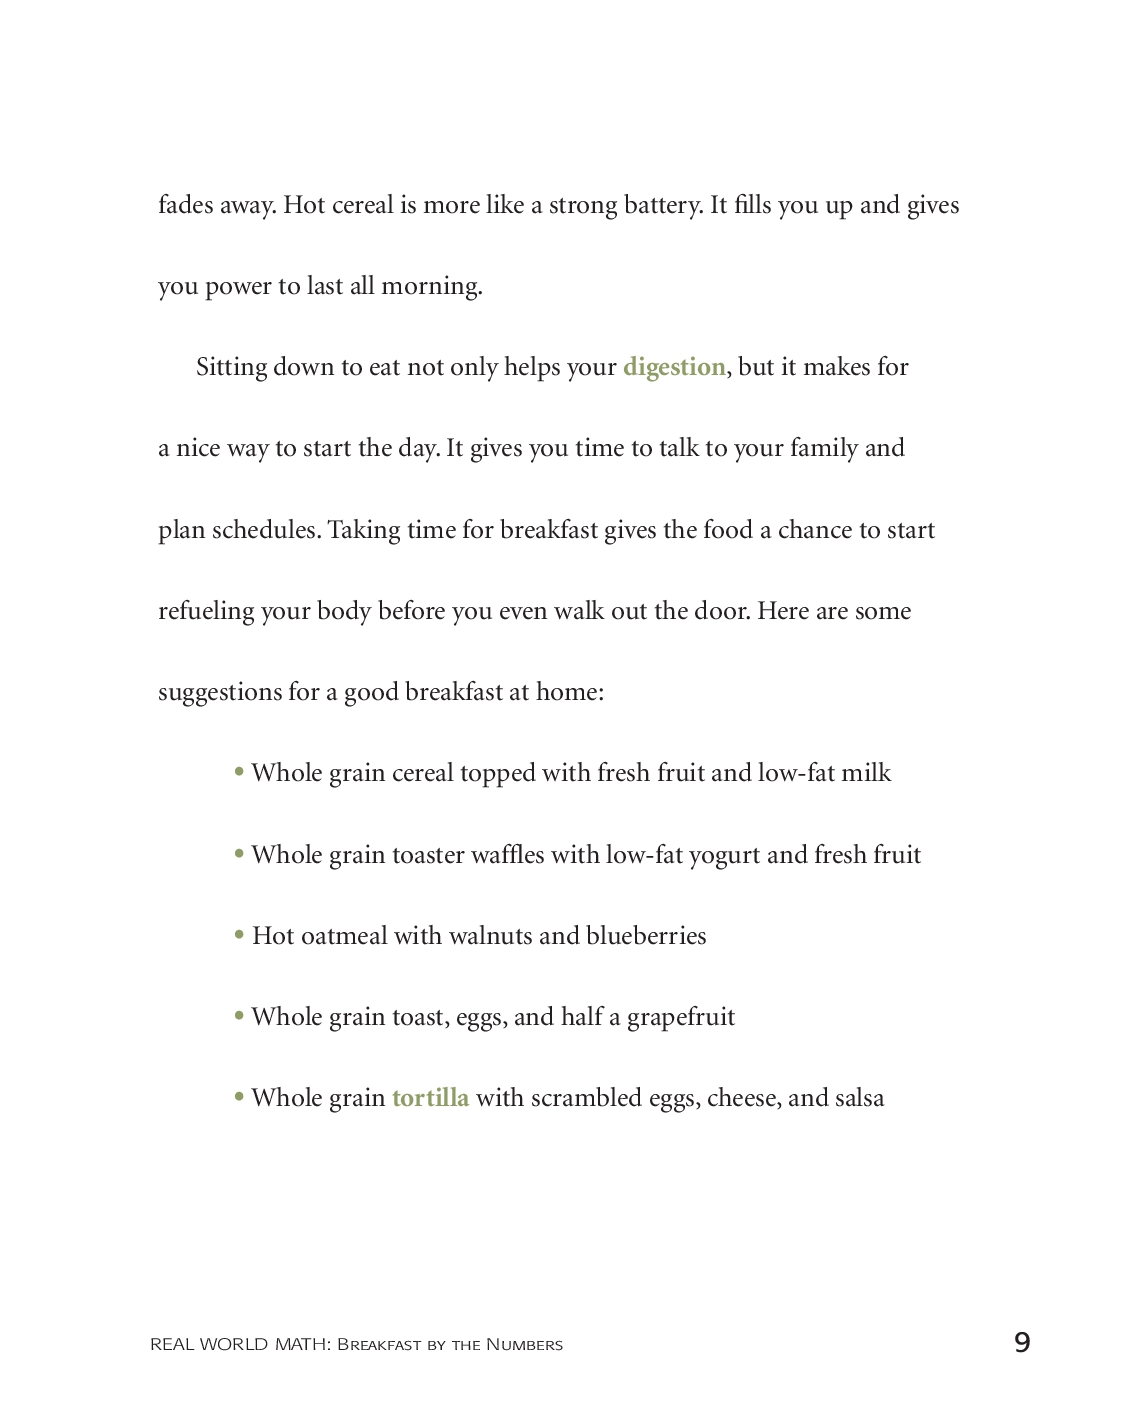 fades away. Hot cereal is more like a strong battery. It fills you up and gives
you power to last all morning.
Sitting down to eat not only helps your digestion, but it makes for
a nice way to start the day. It gives you time to talk to your family and
plan schedules. Taking time for breakfast gives the food a chance to start
refueling your body before you even walk out the door. Here are some
suggestions for a good breakfast at home:
• Whole grain cereal topped with fresh fruit and low-fat milk
• Whole grain toaster waffles with low-fat yogurt and fresh fruit
• Hot oatmeal with walnuts and blueberries
• Whole grain toast, eggs, and half a grapefruit
• Whole grain tortilla with scrambled eggs, cheese, and salsa
REAL WORLD MATH: Breakfast by the Numbers 9